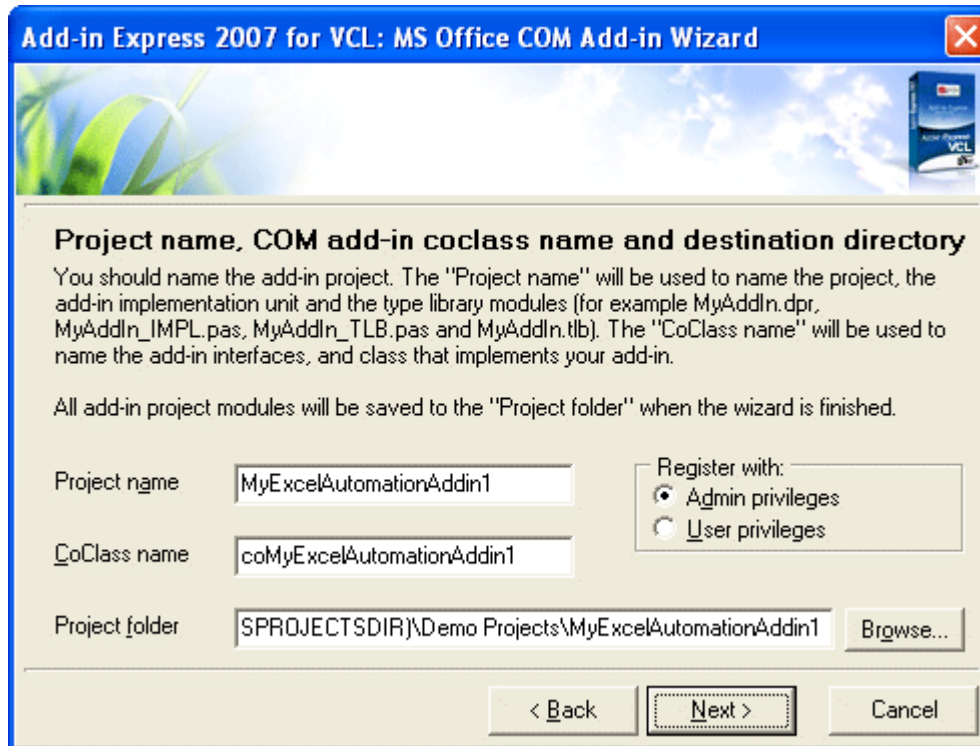 Add-in Express 2007 for VCL: MS Office COM Add-in Wizard
VCL
Project name, COM add-in coclass name and destination directory
You should name the add-in project. The "Project name" will be used to name the project, the
add-in implementation unit and the type library modules (for example MyAddIn.dpr,
MyAddIn_IMPL.pas, MyAddIn_TLB.pas and MyAddIn.tlb). The "CoClass name" will be used to
name the add-in interfaces, and class that implements your add-in.
All add-in project modules will be saved to the "Project folder" when the wizard is finished.
Project name MyExcelAutomationAddin1
Register with:
Admin privileges
User privileges
CoClass name coMyExcelAutomationAddin1
Project folder SPROJECTSDIR)\Demo Projects\MyExcelAutomationAddin1 Browse...
< Back Next > Cancel